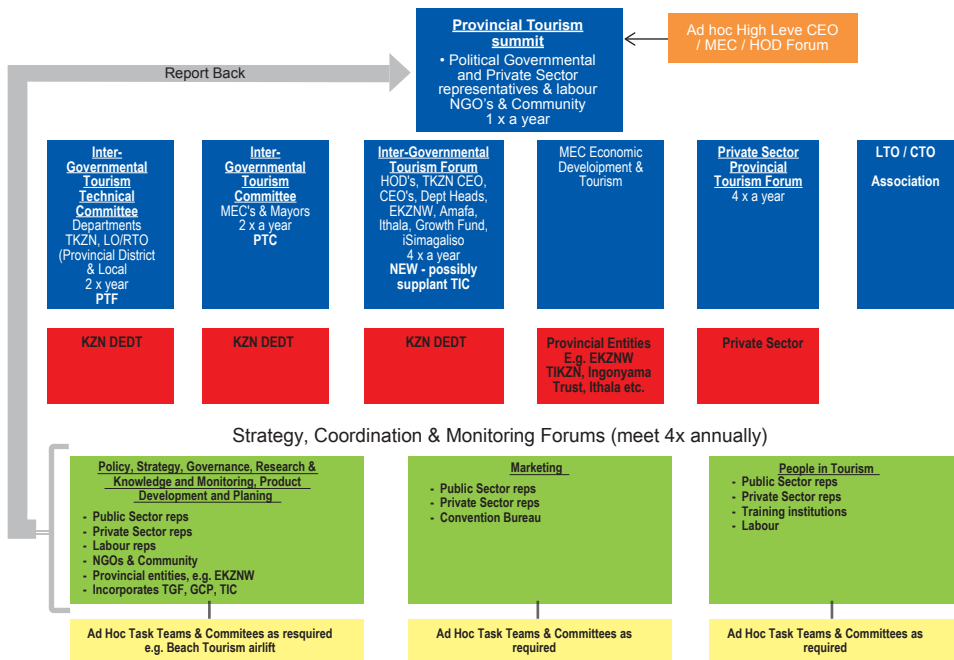 Provincial Tourism
summit
• Political Governmental
and Private Sector
representatives & labour
NGO's & Community
1 x a year
Ad hoc High Leve CEO
/ MEC / HOD Forum
Report Back
Inter-
Governmental
Tourism
Technical
Committee
Departments
TKZN, LO/RTO
(Provincial District
& Local
2 x year
PTF
Inter-
Governmental
Tourism
Committee
MEC's & Mayors
2 x a year
PTC
Inter-Governmental
Tourism Forum
HOD's, TKZN CEO,
CEO's, Dept Heads,
EKZNW, Amafa,
Ithala, Growth Fund,
iSimagaliso
4 x a year
NEW - possibly
supplant TIC
MEC Economic
Develoipment &
Tourism
Private Sector
Provincial
Tourism Forum
4 x a year
LTO / CTO
Association
KZN DEDT
KZN DEDT
KZN DEDT
Provincial Entities
E.g. EKZNW
TIKZN, Ingonyama
Trust, Ithala etc.
Private Sector
Strategy, Coordination & Monitoring Forums (meet 4x annually)
Policy, Strategy, Governance, Research &
Knowledge and Monitoring, Product
Development and Planing
- Public Sector reps
- Private Sector reps
- Labour reps
- NGOs & Community
- Provincial entities, e.g. EKZNW
- Incorporates TGF, GCP, TIC
Marketing
- Public Sector reps
- Private Sector reps
- Convention Bureau
People in Tourism
- Public Sector reps
- Private Sector reps
- Training institutions
- Labour
Ad Hoc Task Teams & Commitees as resquired
e.g. Beach Tourism airlift
Ad Hoc Task Teams & Committees as
required
Ad Hoc Task Teams & Committees as
required